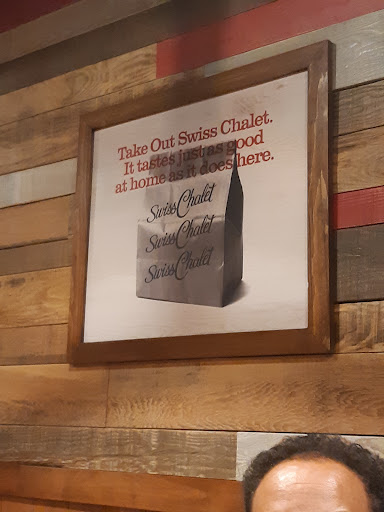 Take Out Swiss Chalet.
It tastes just as good
at home as it does here.
Swiss Chalet
Swiss Chalet
Swiss Chalet